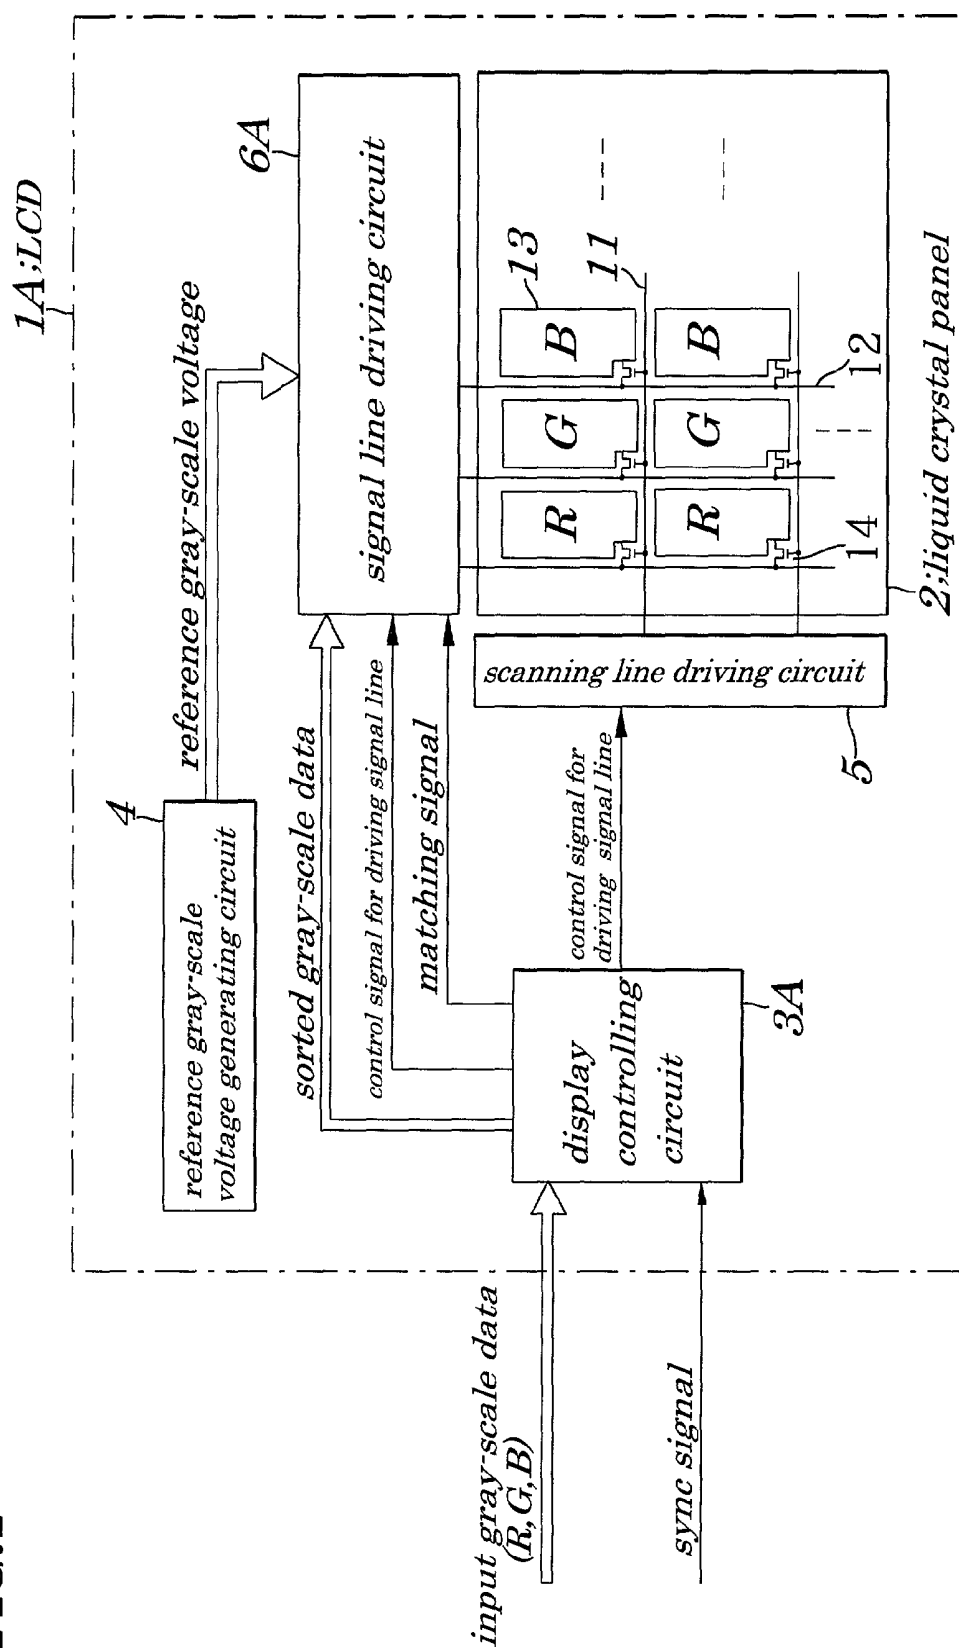 1A;LCD
reference gray-scale
voltage generating circuit
4
reference gray-scale voltage
6A
signal line driving circuit
sorted gray-scale data
control signal for driving signal line
matching signal
input gray-scale data
(R,G,B)
sync signal
display
controlling
circuit
3A
control signal for
driving signal line
scanning line driving circuit
5
R
G
B
13
11
R
G
B
14
12
2;liquid crystal panel